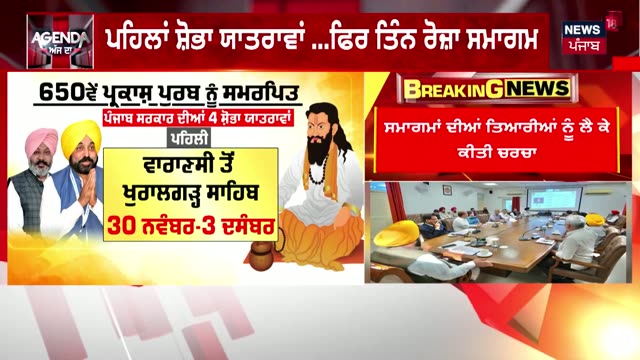 AGENDA
ਅੱਜ ਦਾ
ਪਹਿਲਾਂ ਸ਼ੋਭਾ ਯਾਤਰਾਵਾਂ ...ਫਿਰ ਤਿੰਨ ਰੋਜ਼ਾ ਸਮਾਗਮ
NEWS 18
ਪੰਜਾਬ
650ਵੇਂ ਪ੍ਰਕਾਸ਼ ਪੁਰਬ ਨੂੰ ਸਮਰਪਿਤ
ਪੰਜਾਬ ਸਰਕਾਰ ਦੀਆਂ 4 ਸ਼ੋਭਾ ਯਾਤਰਾਵਾਂ
ਪਹਿਲੀ
ਵਾਰਾਣਸੀ ਤੋਂ
ਖੁਰਾਲਗੜ੍ਹ ਸਾਹਿਬ
30 ਨਵੰਬਰ-3 ਦਸੰਬਰ
BREAKING NEWS
ਸਮਾਗਮਾਂ ਦੀਆਂ ਤਿਆਰੀਆਂ ਨੂੰ ਲੈ ਕੇ
ਕੀਤੀ ਚਰਚਾ